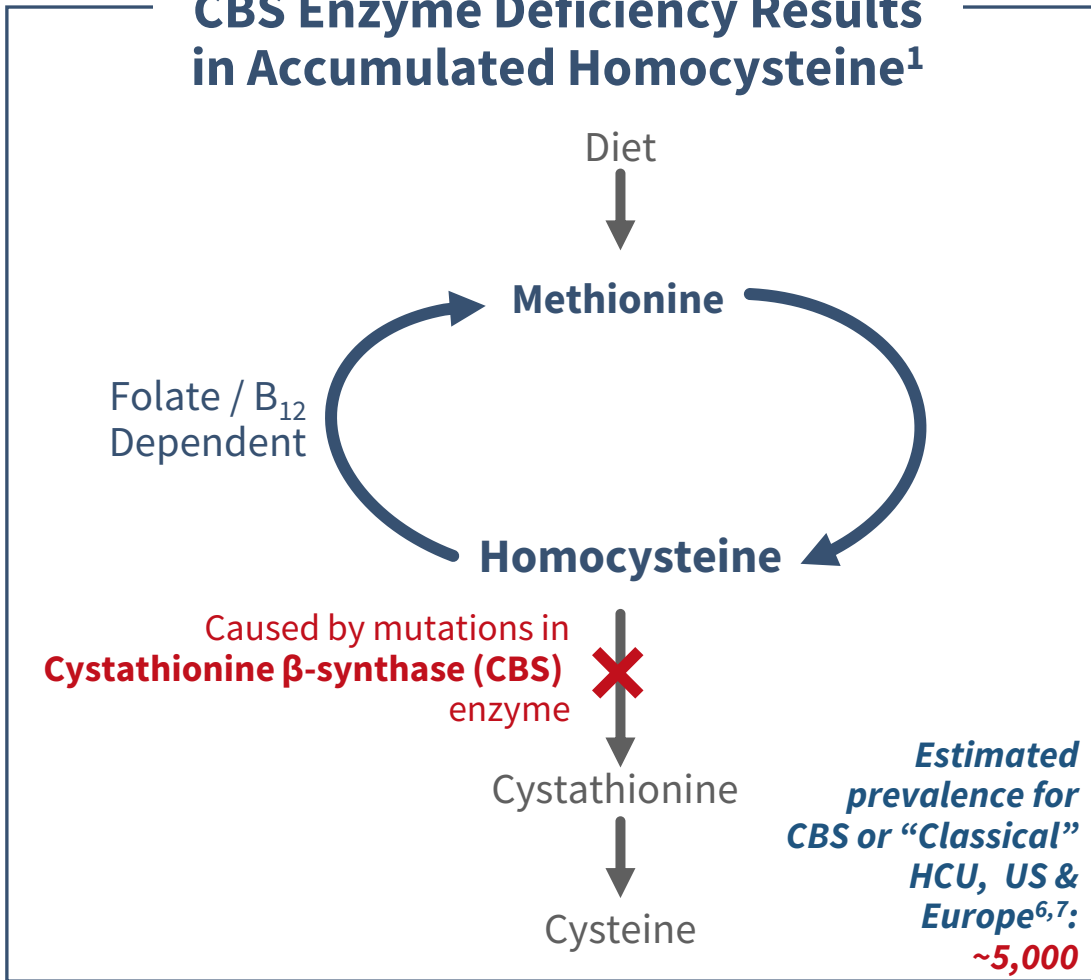 CBS Enzyme Deficiency Results
in Accumulated Homocysteine¹
Diet
Methionine
Folate / B₁₂
Dependent
Homocysteine
Caused by mutations in
Cystathionine β-synthase (CBS)
enzyme
Cystathionine
Cysteine
Estimated
prevalence for
CBS or “Classical”
HCU, US &
Europe⁶,⁷:
~5,000